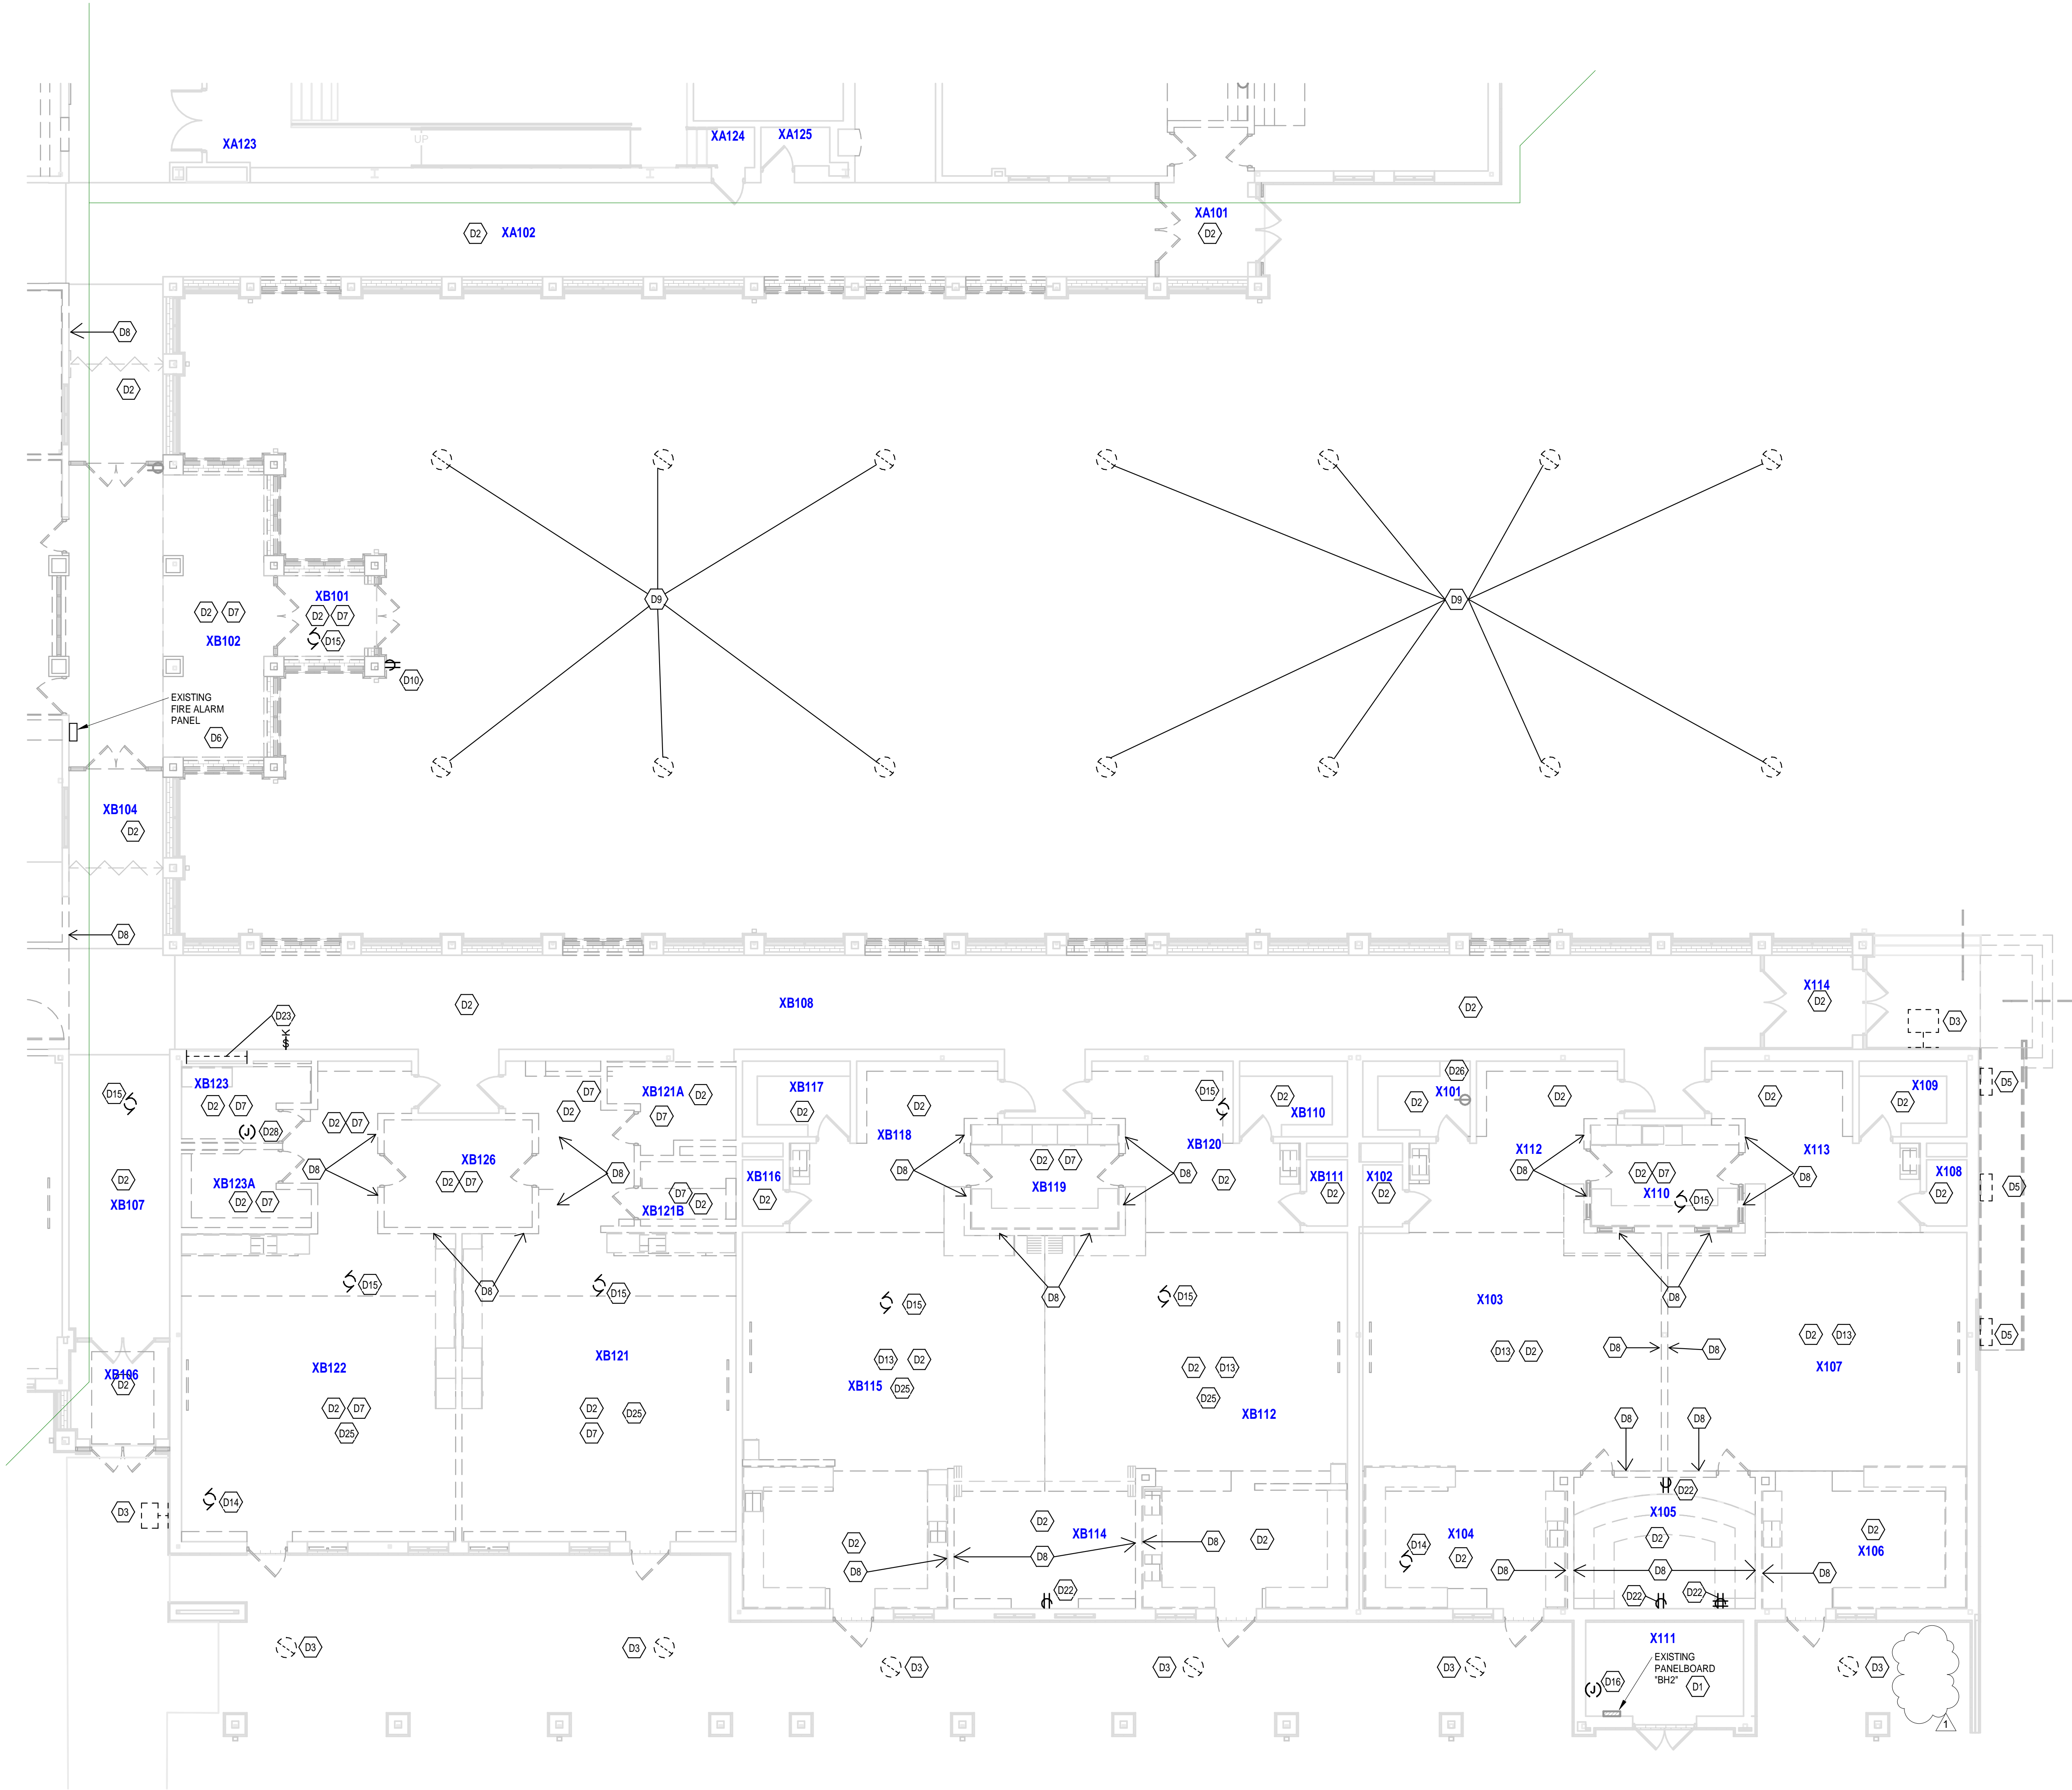 XA123
UP
XA124
XA125
XA101
D2
XA102
D2
D8
D2
D9
D9
XB101
D2 D7
D2 D7
XB102
D15
D10
EXISTING
FIRE ALARM
PANEL
D6
XB104
D2
D8
X114
D2
XB108
D2
D2
D23
$
K
D3
D15
XB123
D2 D7
(J) D28
D2 D7
D7
D2
XB121A
D2
D7
XB117
D2
D2
D15
D2
XB110
D26
X101
D2
D2
D2
X109
D2
D5
XB118
XB120
X112
X113
D8
XB126
D2 D7
D8
D8
D2 D7
XB119
D8
D2
D8
D2 D7
X110
D15
D8
D2
XB107
XB123A
D2 D7
D7
D2
XB121B
XB116
D2
XB111
D2
X102
D2
X108
D2
D5
D15
D8
D15
D15
D8
D15
X103
D8
D5
XB122
XB121
D13 D2
XB115
D25
D2 D13
D25
XB112
D13 D2
D8
D8
D2 D13
X107
XB106
D2
D2 D7
D25
D2
D7
D25
D8
D8
D3
D14
D2
D8
D2
XB114
D8
D22
D8
D2
X104
D14
D2
D8
D22
X105
D2
D8
D22
D22
D8
D2
X106
D3
D3
D3
D3
D3
X111
EXISTING
PANELBOARD
"BH2"
(J) D16
D1
D3
1